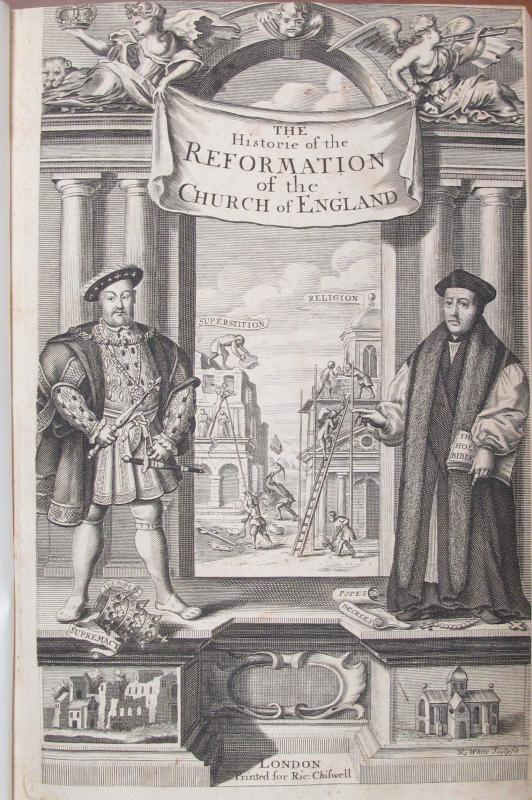 THE
Historie of the
REFORMATION
of the
CHURCH of ENGLAND
SUPERSTITION
RELIGION
THE
HOLY
BIBLE
POPES
DECREES
SUPREMACY
R. White Sculpsit
LONDON
Printed for Ric: Chiswell